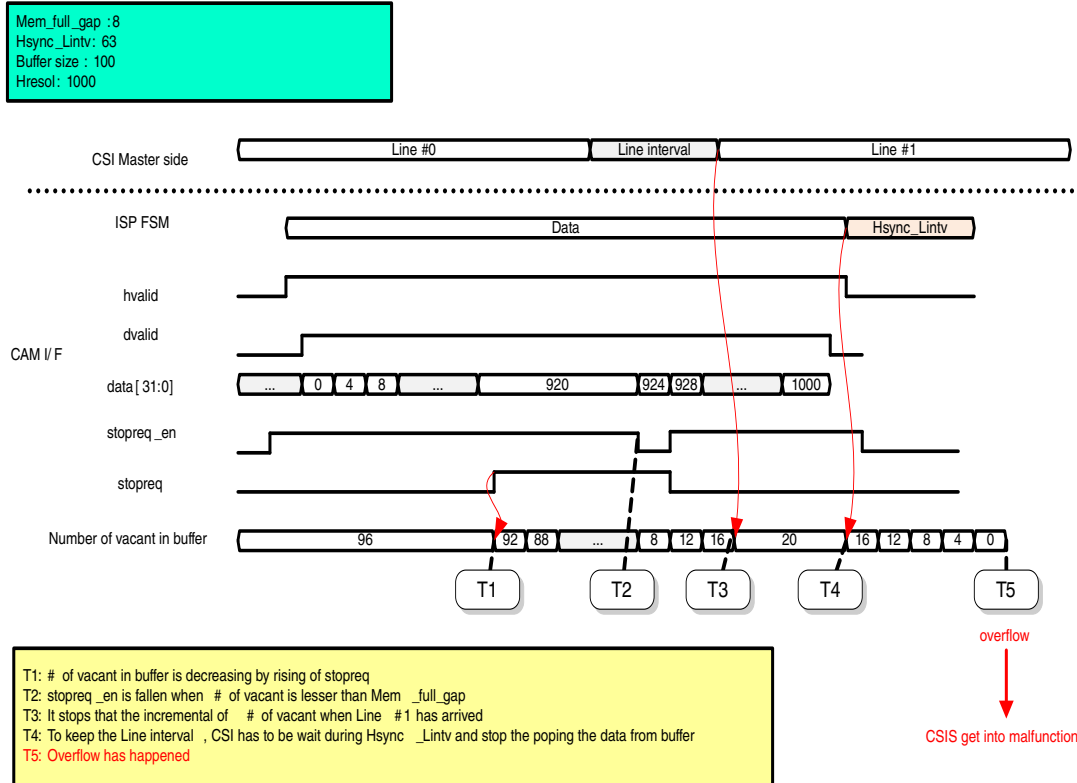 Mem_full_gap : 8
Hsync_Lintv: 63
Buffer size : 100
Hresol: 1000
CSI Master side
Line #0
Line interval
Line #1
ISP FSM
Data
Hsync_Lintv
hvalid
CAM I/ F
dvalid
data[ 31:0]
...
0
4
8
...
920
924
928
...
1000
stopreq _en
stopreq
Number of vacant in buffer
96
92
88
...
8
12
16
20
16
12
8
4
0
T1
T2
T3
T4
T5
overflow
CSIS get into malfunction
T1: # of vacant in buffer is decreasing by rising of stopreq
T2: stopreq _en is fallen when # of vacant is lesser than Mem _full_gap
T3: It stops that the incremental of # of vacant when Line #1 has arrived
T4: To keep the Line interval , CSI has to be wait during Hsync _Lintv and stop the poping the data from buffer
T5: Overflow has happened